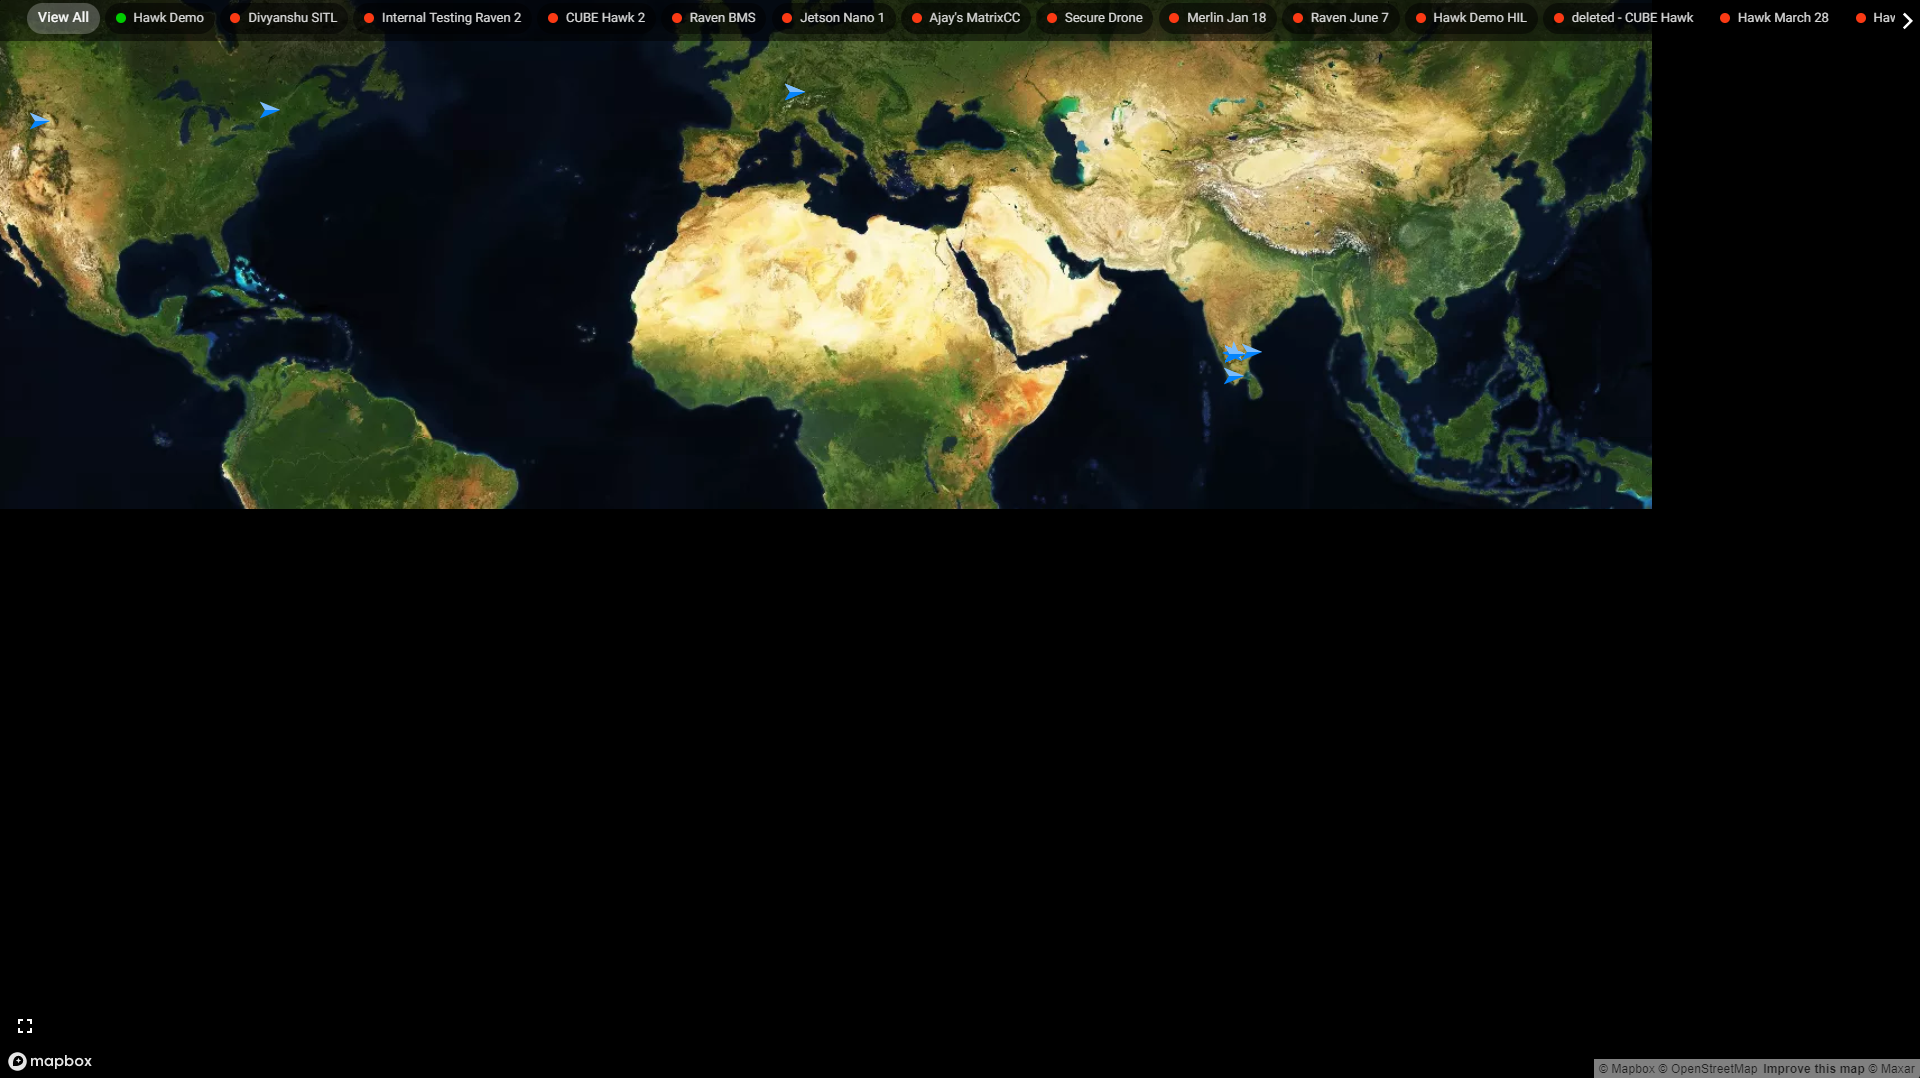 View All
Hawk Demo
Divyanshu SITL
Internal Testing Raven 2
CUBE Hawk 2
Raven BMS
Jetson Nano 1
Ajay's MatrixCC
Secure Drone
Merlin Jan 18
Raven June 7
Hawk Demo HIL
deleted - CUBE Hawk
Hawk March 28
mapbox
© Mapbox © OpenStreetMap Improve this map © Maxar